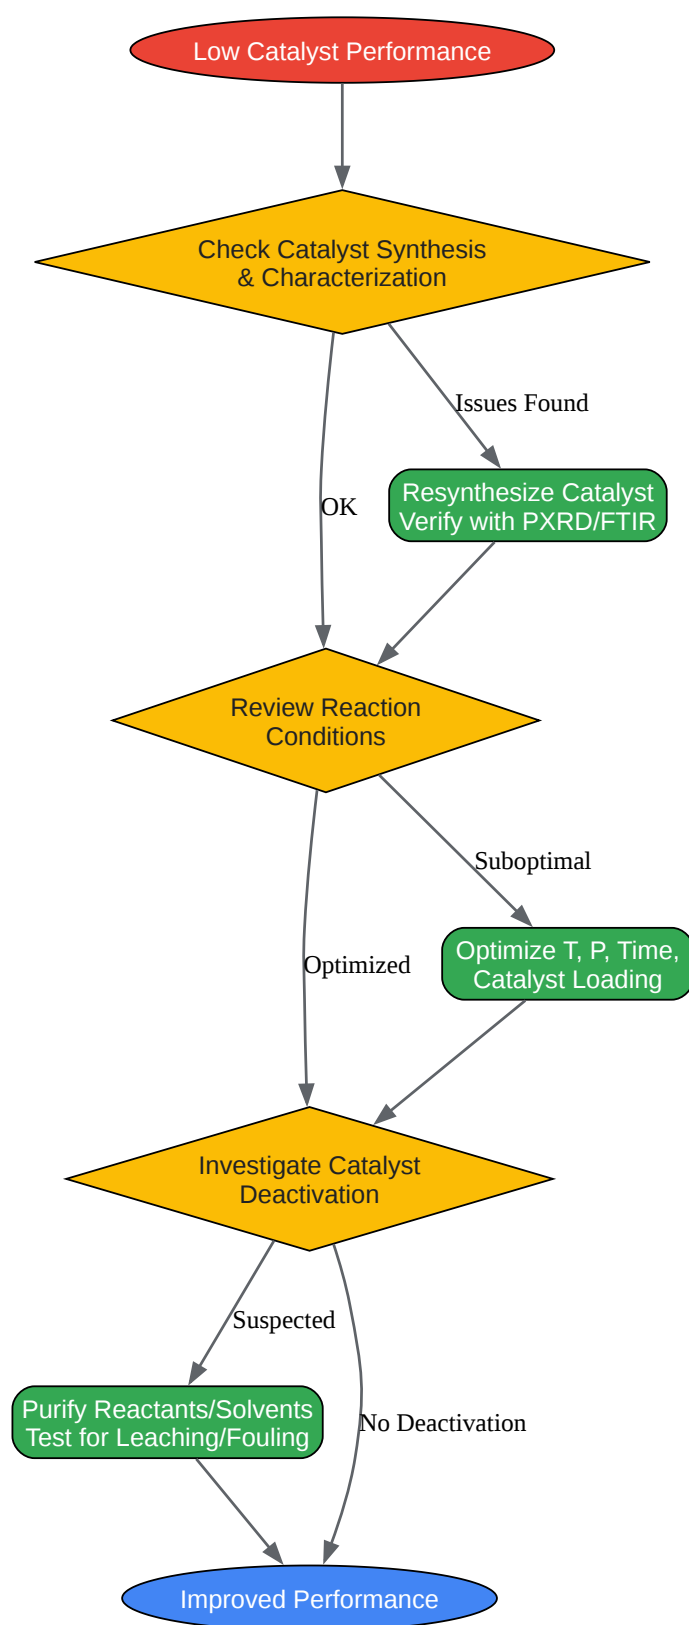 Low Catalyst Performance
Check Catalyst Synthesis
& Characterization
Issues Found
Resynthesize Catalyst
Verify with PXRD/FTIR
OK
Review Reaction
Conditions
Suboptimal
Optimize T, P, Time,
Catalyst Loading
Optimized
Investigate Catalyst
Deactivation
Suspected
Purify Reactants/Solvents
Test for Leaching/Fouling
No Deactivation
Improved Performance